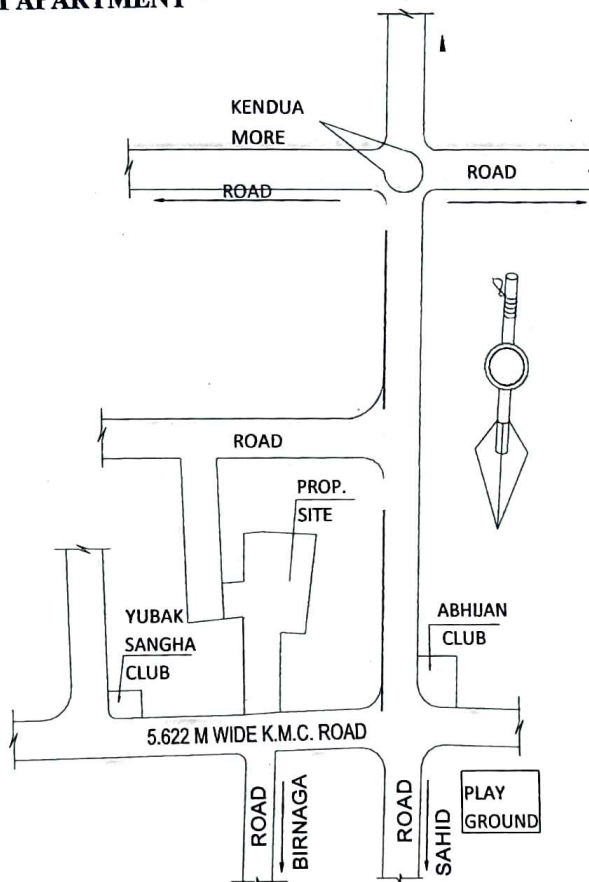 APARTMENT
KENDUA
MORE
ROAD
ROAD
ROAD
PROP.
SITE
YUBAK
SANGHA
CLUB
ABHIJAN
CLUB
5.622 M WIDE K.M.C. ROAD
ROAD
BIRNAGA
ROAD
SAHID
PLAY
GROUND